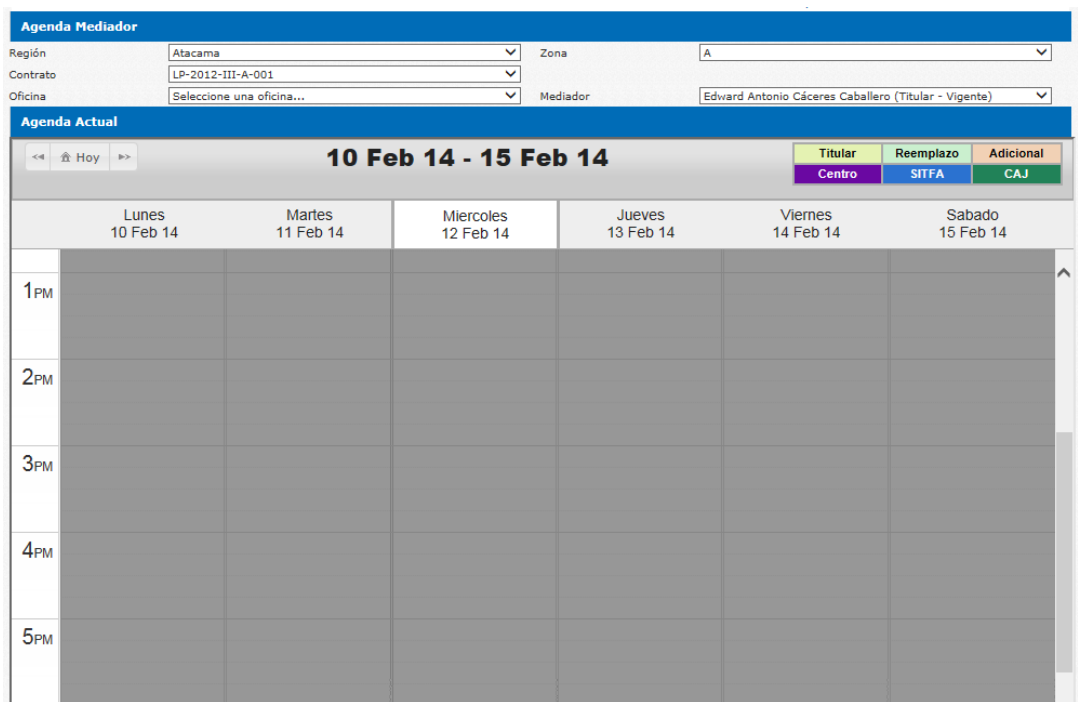 Agenda Mediador
Región Atacama Zona A
Contrato LP-2012-III-A-001
Oficina Seleccione una oficina... Mediador Edward Antonio Cáceres Caballero (Titular - Vigente)
Agenda Actual
Hoy 10 Feb 14 - 15 Feb 14 Titular Reemplazo Adicional
Centro SITFA CAJ
Lunes Martes Miercoles Jueves Viernes Sabado
10 Feb 14 11 Feb 14 12 Feb 14 13 Feb 14 14 Feb 14 15 Feb 14
1PM
2PM
3PM
4PM
5PM